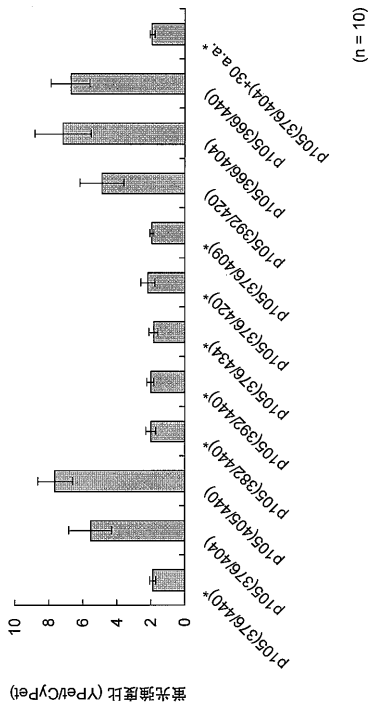 蛍光強度比 (YPet/CyPet)
10
8
6
4
2
0
p105(376/440)*
p105(376/404)
p105(405/440)
p105(382/440)*
p105(392/440)*
p105(376/434)*
p105(376/420)*
p105(376/409)*
p105(392/420)
p105(366/404)
p105(366/440)
p105(376/404)+30 a.a.*
(n = 10)